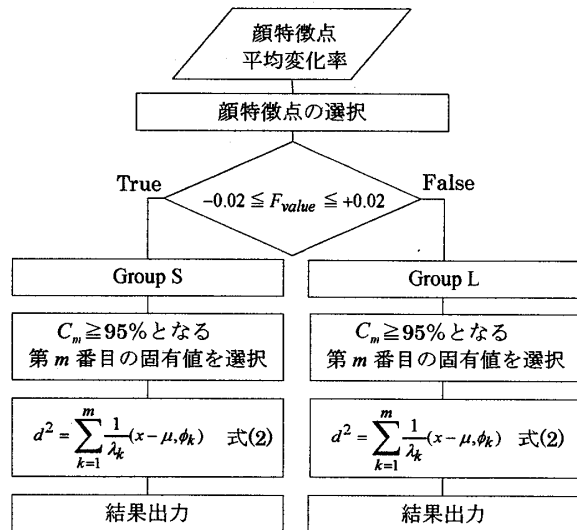 顔特徴点
平均変化率
顔特徴点の選択
True
False
−0.02 ≦ F_value ≦ +0.02
Group S
C_m≧95%となる
第 m 番目の固有値を選択
d² = Σ_{k=1}^{m} 1/λ_k (x − μ, φ_k) 式(2)
結果出力
Group L
C_m≧95%となる
第 m 番目の固有値を選択
d² = Σ_{k=1}^{m} 1/λ_k (x − μ, φ_k) 式(2)
結果出力